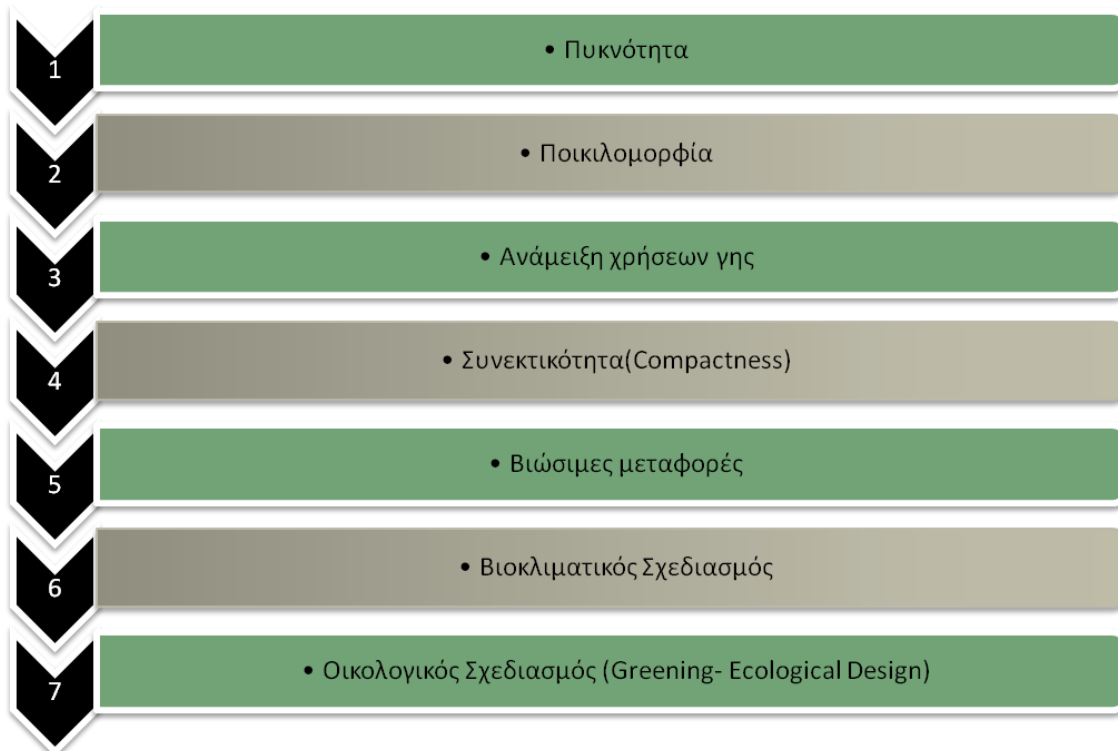 1
• Πυκνότητα
2
• Ποικιλομορφία
3
• Ανάμειξη χρήσεων γης
4
• Συνεκτικότητα(Compactness)
5
• Βιώσιμες μεταφορές
6
• Βιοκλιματικός Σχεδιασμός
7
• Οικολογικός Σχεδιασμός (Greening- Ecological Design)